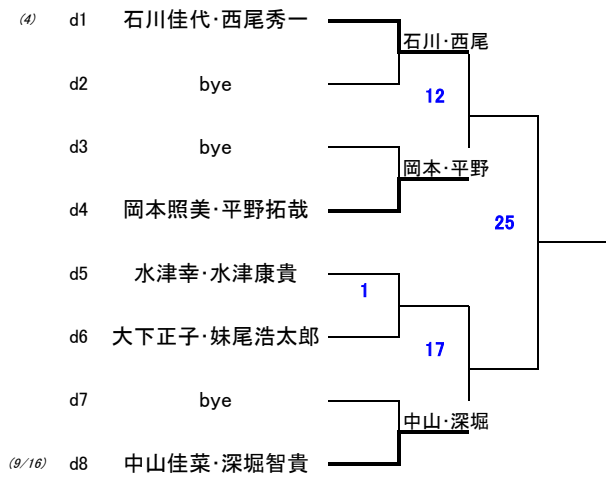 (4) d1 石川佳代・西尾秀一
石川・西尾
d2 bye
12
d3 bye
岡本・平野
d4 岡本照美・平野拓哉
25
d5 水津幸・水津康貴
1
d6 大下正子・妹尾浩太郎
17
d7 bye
中山・深堀
(9/16) d8 中山佳菜・深堀智貴